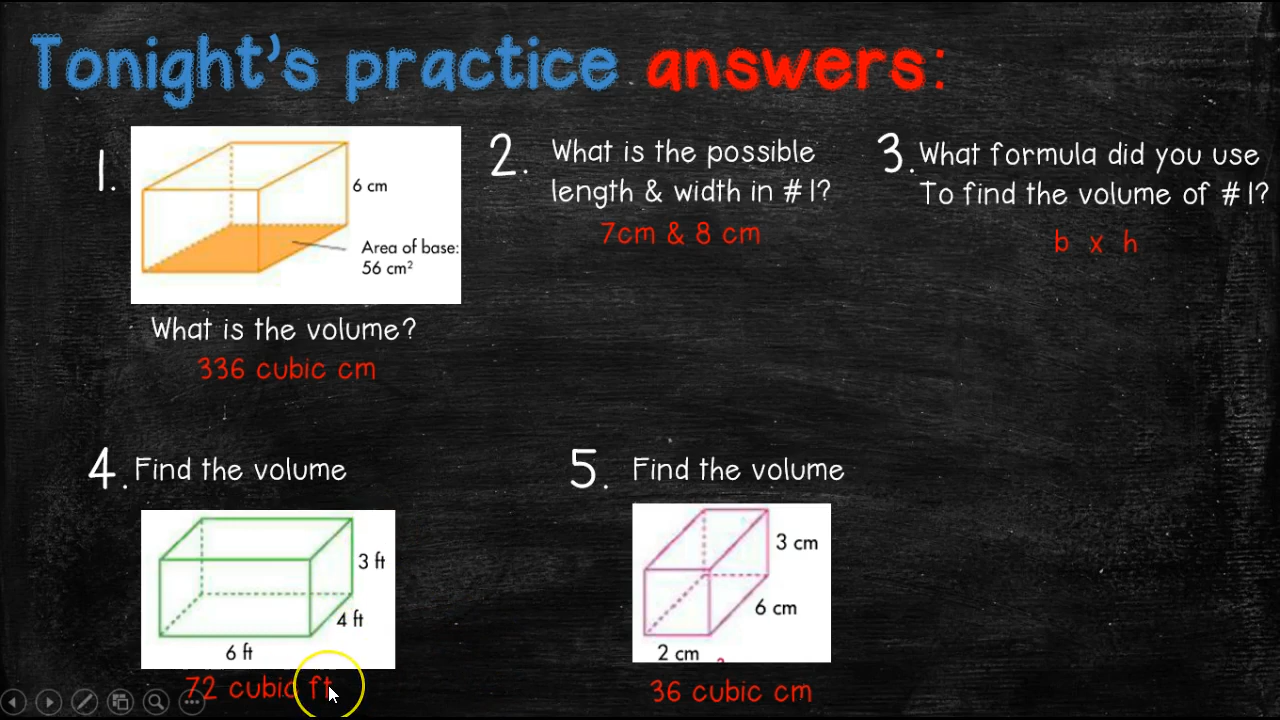 Tonight's practice answers:
1.
6 cm
Area of base:
56 cm²
What is the volume?
336 cubic cm
2. What is the possible
length & width in #1?
7cm & 8 cm
3. What formula did you use
To find the volume of #1?
b x h
4. Find the volume
3 ft
4 ft
6 ft
72 cubic ft
5. Find the volume
3 cm
6 cm
2 cm
36 cubic cm